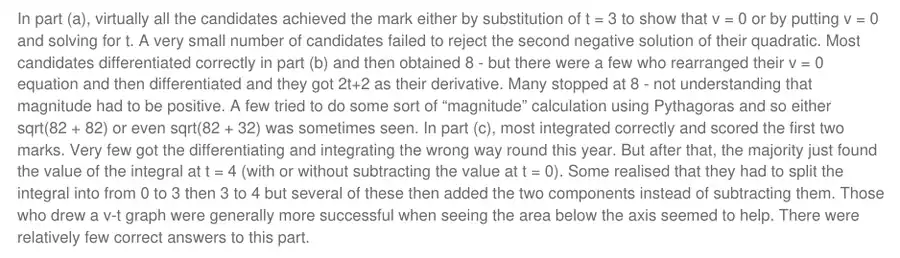 In part (a), virtually all the candidates achieved the mark either by substitution of t = 3 to show that v = 0 or by putting v = 0
and solving for t. A very small number of candidates failed to reject the second negative solution of their quadratic. Most
candidates differentiated correctly in part (b) and then obtained 8 - but there were a few who rearranged their v = 0
equation and then differentiated and they got 2t+2 as their derivative. Many stopped at 8 - not understanding that
magnitude had to be positive. A few tried to do some sort of “magnitude” calculation using Pythagoras and so either
sqrt(82 + 82) or even sqrt(82 + 32) was sometimes seen. In part (c), most integrated correctly and scored the first two
marks. Very few got the differentiating and integrating the wrong way round this year. But after that, the majority just found
the value of the integral at t = 4 (with or without subtracting the value at t = 0). Some realised that they had to split the
integral into from 0 to 3 then 3 to 4 but several of these then added the two components instead of subtracting them. Those
who drew a v-t graph were generally more successful when seeing the area below the axis seemed to help. There were
relatively few correct answers to this part.